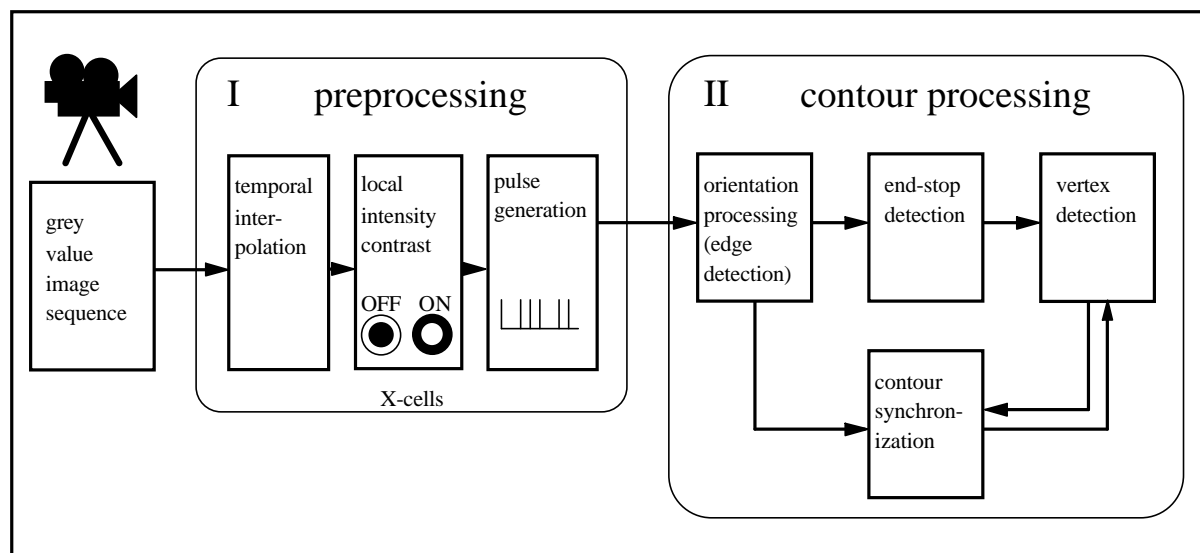 I preprocessing
II contour processing
grey
value
image
sequence
temporal
inter-
polation
local
intensity
contrast
OFF ON
pulse
generation
X-cells
orientation
processing
(edge
detection)
end-stop
detection
vertex
detection
contour
synchron-
ization